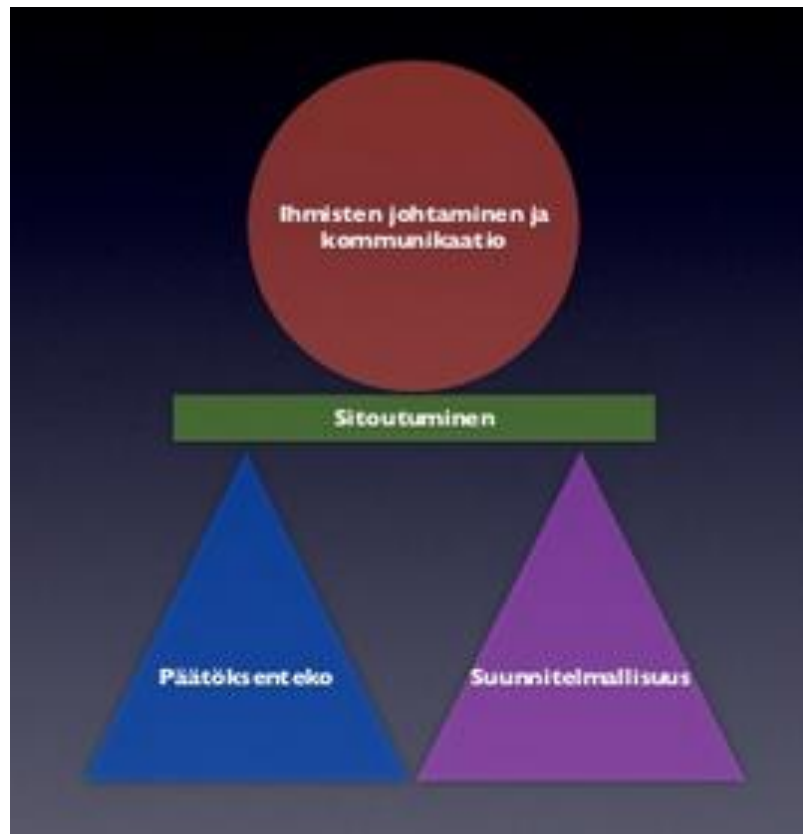 Ihmisten johtaminen ja
kommunikaatio
Sitoutuminen
Päätöksenteko
Suunnitelmallisuus